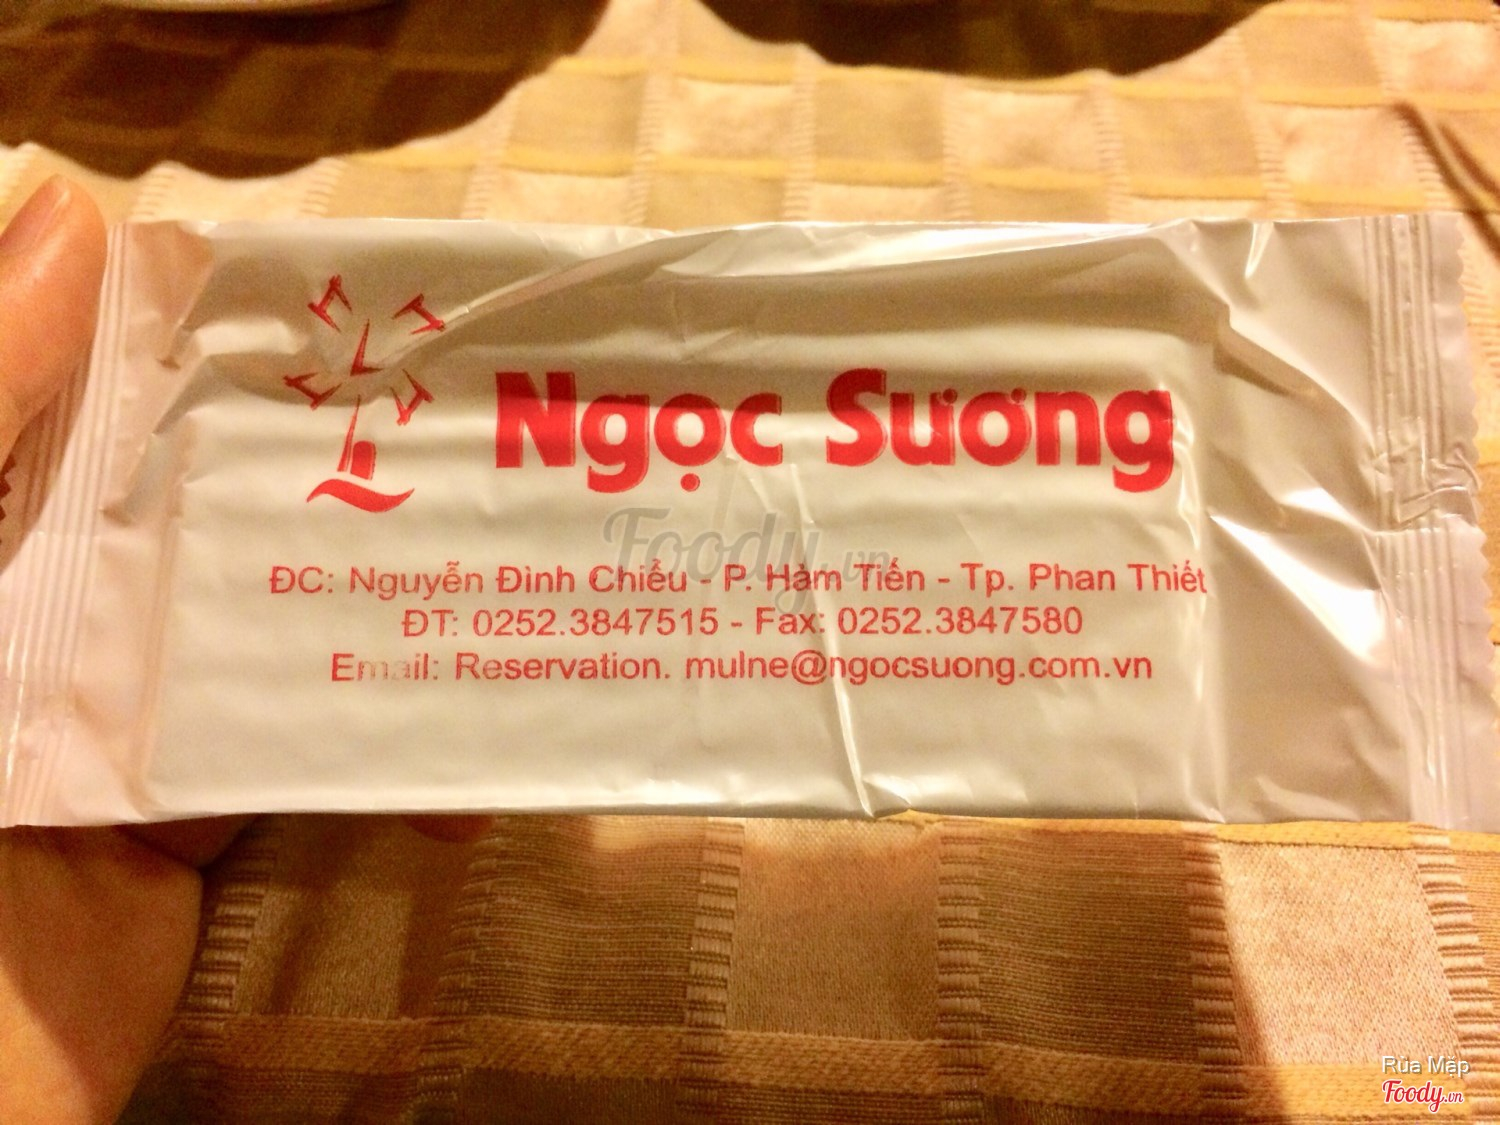 Ngọc Sương
ĐC: Nguyễn Đình Chiểu - P. Hàm Tiến - Tp. Phan Thiết
ĐT: 0252.3847515 - Fax: 0252.3847580
Email: Reservation. mulne@ngocsuong.com.vn
Foody.vn
Rùa Mập
Foody.vn